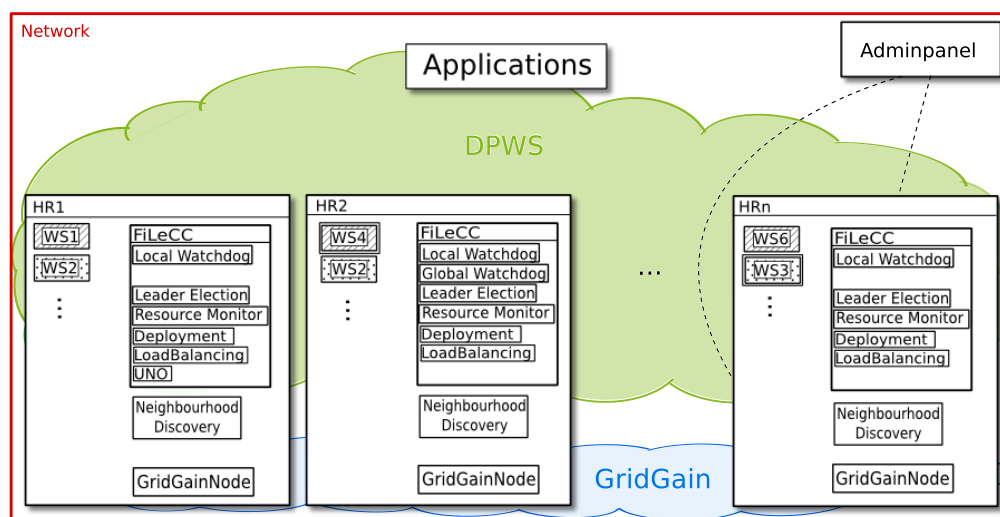 Network
Applications
Adminpanel
DPWS
HR1
WS1
WS2
FiLeCC
Local Watchdog
Leader Election
Resource Monitor
Deployment
LoadBalancing
UNO
Neighbourhood
Discovery
GridGainNode
HR2
WS4
WS2
FiLeCC
Local Watchdog
Global Watchdog
Leader Election
Resource Monitor
Deployment
LoadBalancing
Neighbourhood
Discovery
GridGainNode
...
GridGain
HRn
WS6
WS3
FiLeCC
Local Watchdog
Leader Election
Resource Monitor
Deployment
LoadBalancing
Neighbourhood
Discovery
GridGainNode